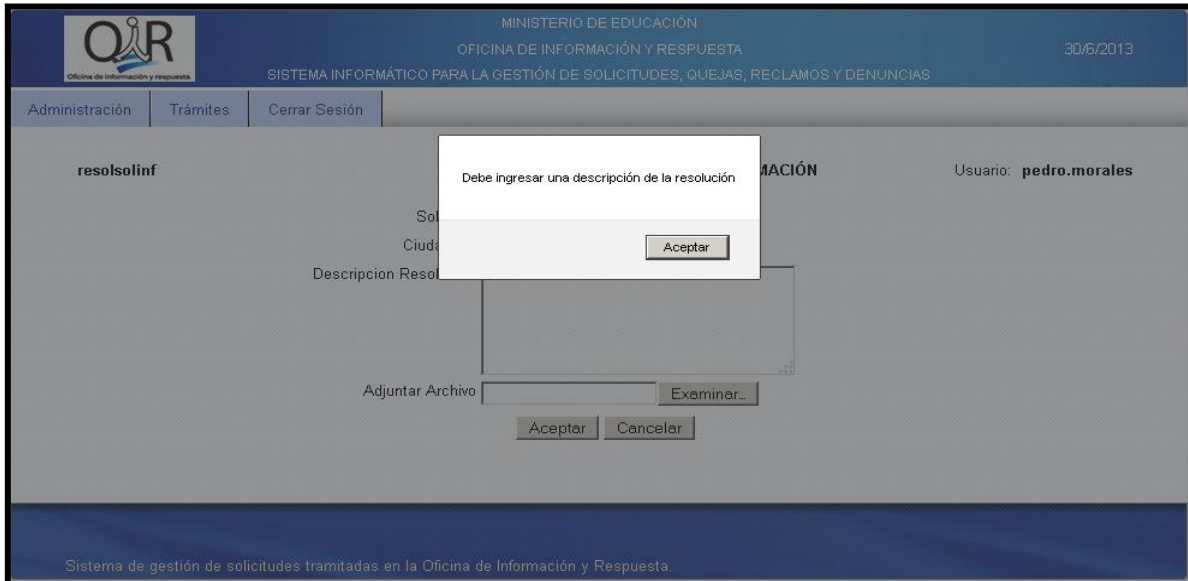 MINISTERIO DE EDUCACIÓN
OIR
OFICINA DE INFORMACIÓN Y RESPUESTA
30/6/2013
Oficina de información y respuesta
SISTEMA INFORMÁTICO PARA LA GESTIÓN DE SOLICITUDES, QUEJAS, RECLAMOS Y DENUNCIAS
Administración Trámites Cerrar Sesión
resolsolinf MACIÓN Usuario: pedro.morales
Debe ingresar una descripción de la resolución
Sol
Ciuda
Aceptar
Descripcion Resol
Adjuntar Archivo Examinar...
Aceptar Cancelar
Sistema de gestión de solicitudes tramitadas en la Oficina de Información y Respuesta.